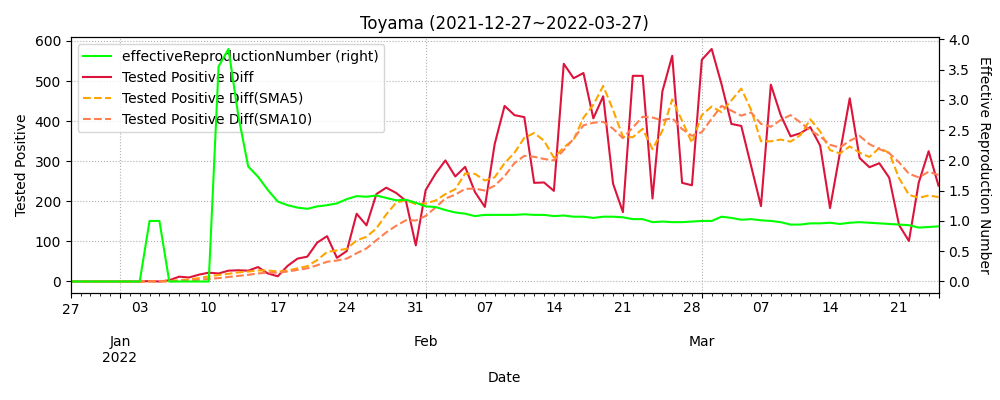 Toyama (2021-12-27~2022-03-27)
effectiveReproductionNumber (right)
Tested Positive Diff
Tested Positive Diff(SMA5)
Tested Positive Diff(SMA10)
Tested Positive
600
500
400
300
200
100
0
4.0
3.5
3.0
2.5
2.0
1.5
1.0
0.5
0.0
Effective Reproduction Number
27 03 10 17 24 31 07 14 21 28 07 14 21
Jan Feb Mar
2022
Date